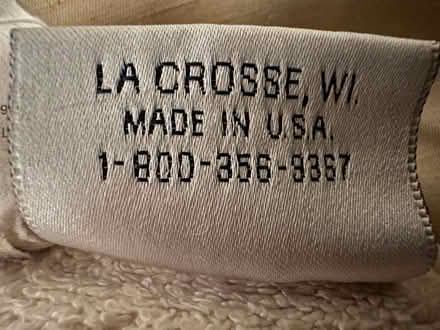 LA CROSSE, WI.
MADE IN U.S.A.
1-800-356-9367